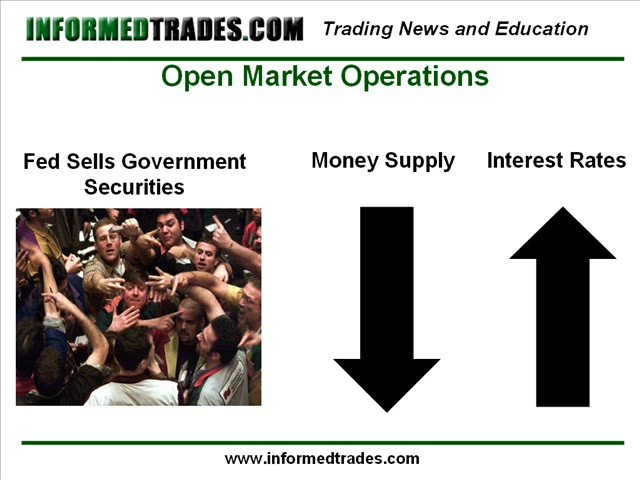 INFORMEDTRADES.COM Trading News and Education
Open Market Operations
Fed Sells Government
Securities
Money Supply
Interest Rates
www.informedtrades.com